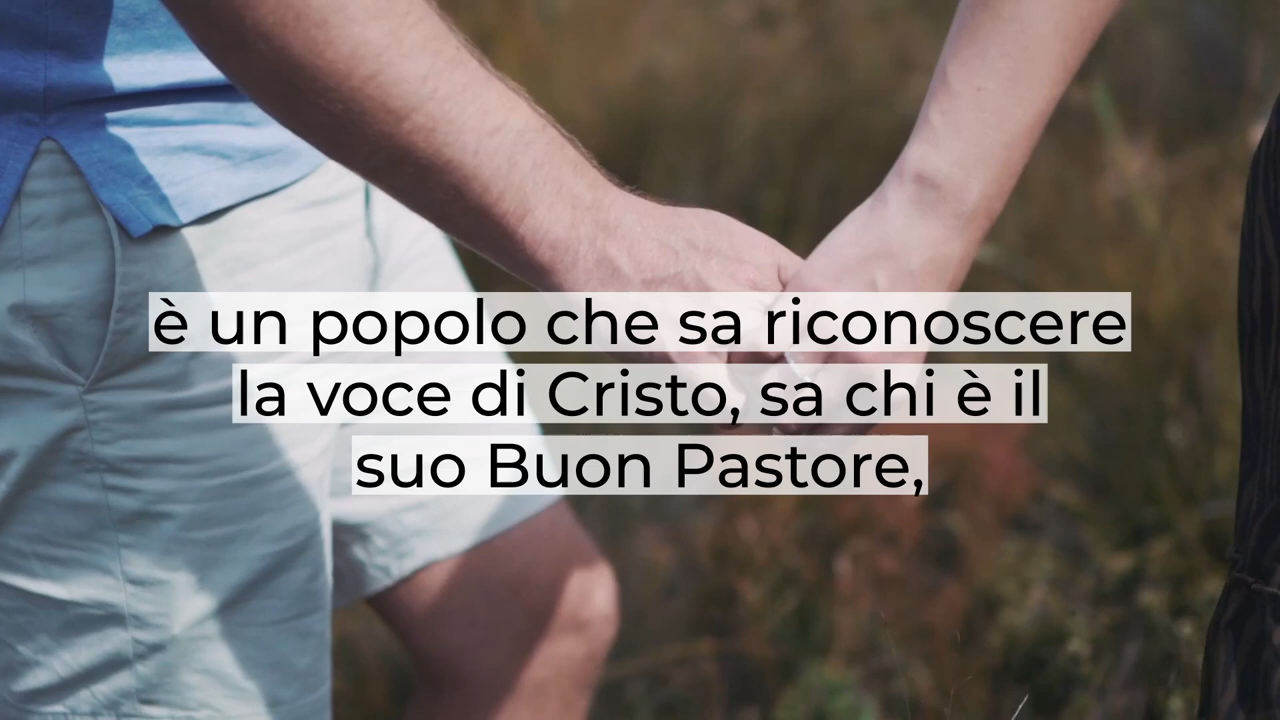 è un popolo che sa riconoscere
la voce di Cristo, sa chi è il
suo Buon Pastore,